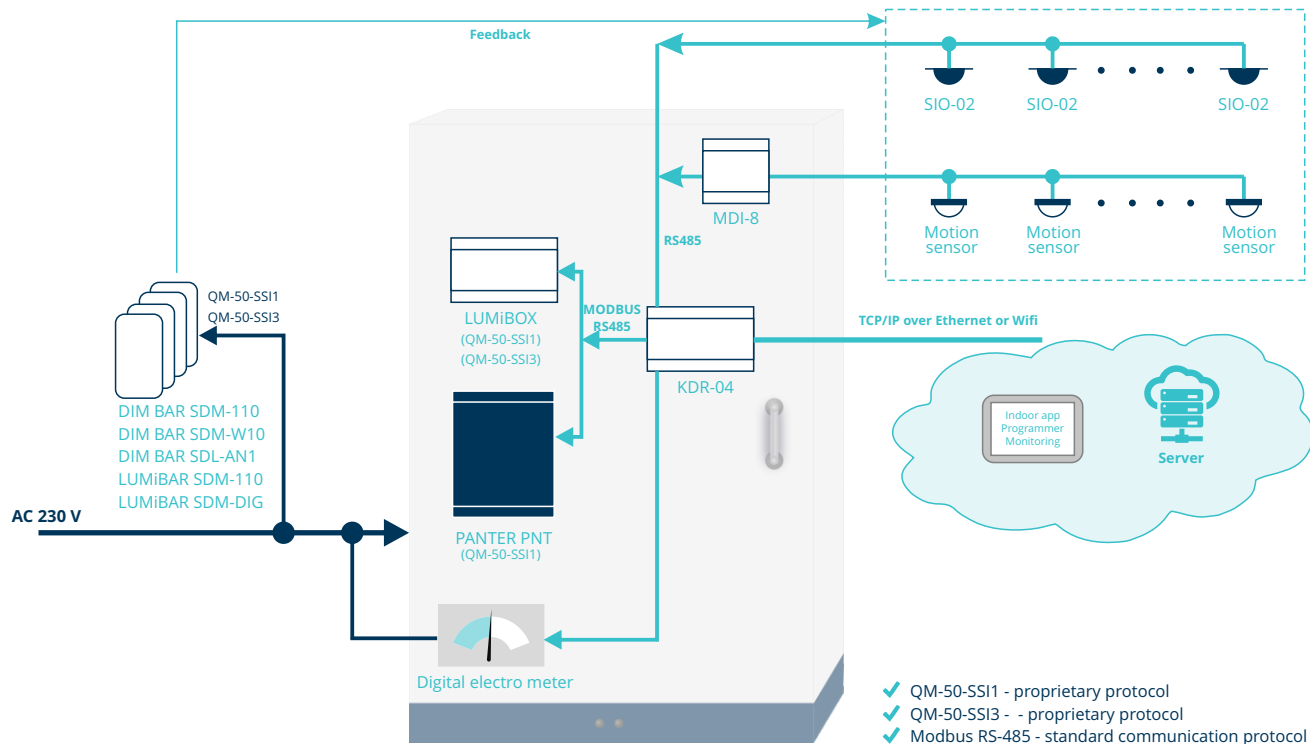 Feedback
SIO-02
SIO-02
SIO-02
MDI-8
Motion
sensor
Motion
sensor
Motion
sensor
RS485
QM-50-SSI1
QM-50-SSI3
LUMiBOX
(QM-50-SSI1)
(QM-50-SSI3)
MODBUS
RS485
KDR-04
TCP/IP over Ethernet or Wifi
Indoor app
Programmer
Monitoring
Server
DIM BAR SDM-110
DIM BAR SDM-W10
DIM BAR SDL-AN1
LUMiBAR SDM-110
LUMiBAR SDM-DIG
AC 230 V
PANTER PNT
(QM-50-SSI1)
Digital electro meter
QM-50-SSI1 - proprietary protocol
QM-50-SSI3 - - proprietary protocol
Modbus RS-485 - standard communication protocol